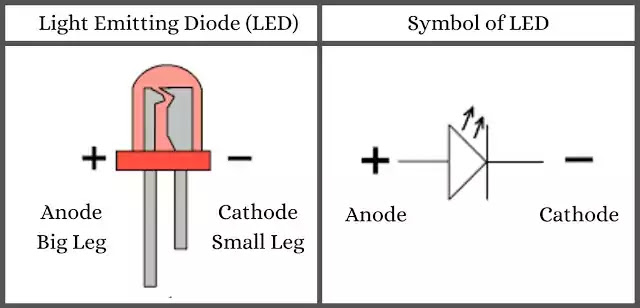 Light Emitting Diode (LED)
Symbol of LED
+
−
Anode
Big Leg
Cathode
Small Leg
+
−
Anode
Cathode